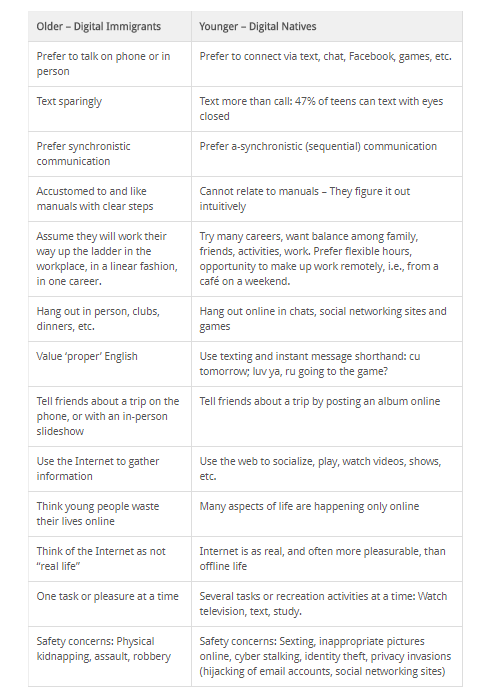 Older – Digital Immigrants
Younger – Digital Natives
Prefer to talk on phone or in
person
Prefer to connect via text, chat, Facebook, games, etc.
Text sparingly
Text more than call: 47% of teens can text with eyes
closed
Prefer synchronistic
communication
Prefer a-synchronistic (sequential) communication
Accustomed to and like
manuals with clear steps
Cannot relate to manuals – They figure it out
intuitively
Assume they will work their
way up the ladder in the
workplace, in a linear fashion,
in one career.
Try many careers, want balance among family,
friends, activities, work. Prefer flexible hours,
opportunity to make up work remotely, i.e., from a
café on a weekend.
Hang out in person, clubs,
dinners, etc.
Hang out online in chats, social networking sites and
games
Value ‘proper’ English
Use texting and instant message shorthand: cu
tomorrow; luv ya, ru going to the game?
Tell friends about a trip on the
phone, or with an in-person
slideshow
Tell friends about a trip by posting an album online
Use the Internet to gather
information
Use the web to socialize, play, watch videos, shows,
etc.
Think young people waste
their lives online
Many aspects of life are happening only online
Think of the Internet as not
“real life”
Internet is as real, and often more pleasurable, than
offline life
One task or pleasure at a time
Several tasks or recreation activities at a time: Watch
television, text, study.
Safety concerns: Physical
kidnapping, assault, robbery
Safety concerns: Sexting, inappropriate pictures
online, cyber stalking, identity theft, privacy invasions
(hijacking of email accounts, social networking sites)